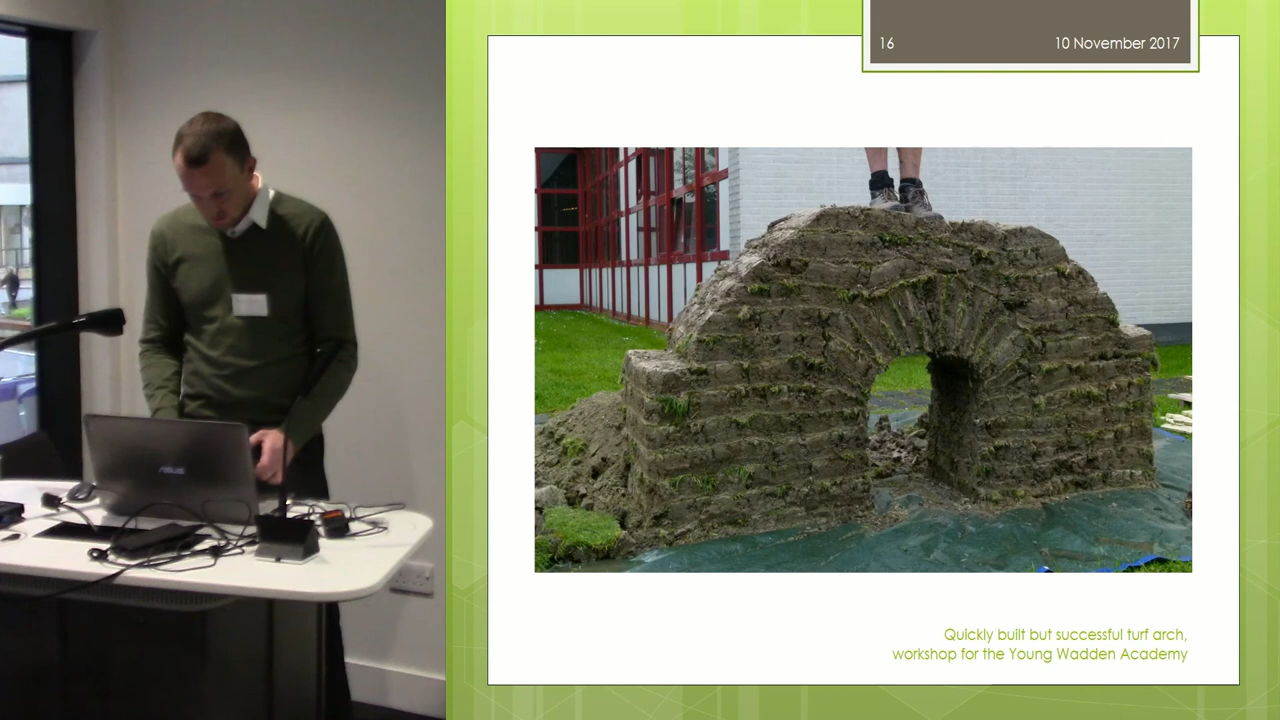 16
10 November 2017
Quickly built but successful turf arch,
workshop for the Young Wadden Academy
ASUS